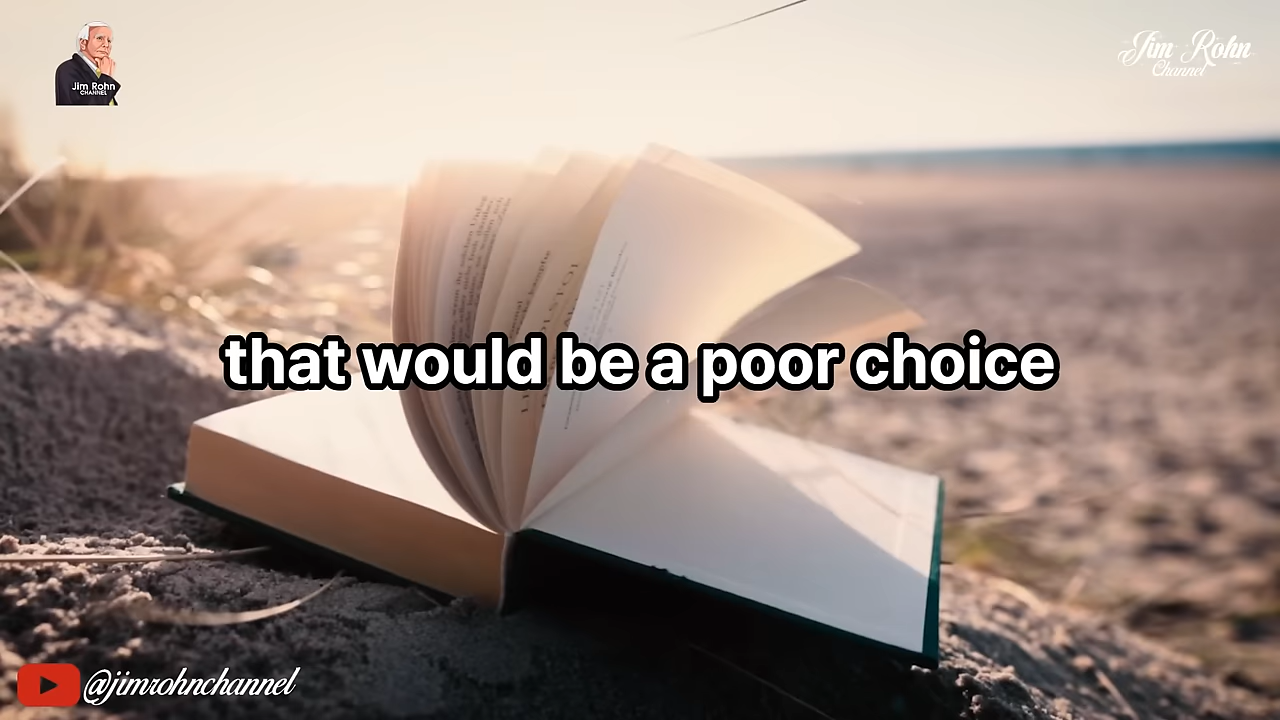 Jim Rohn
CHANNEL
Jim Rohn
Channel
that would be a poor choice
@jimrohnchannel